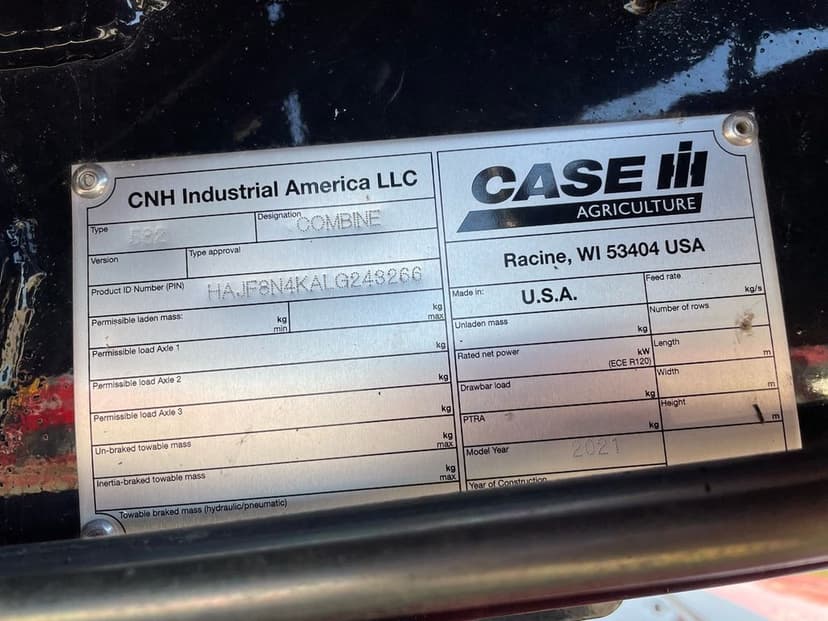 CNH Industrial America LLC
Type 582
Designation COMBINE
Version
Type approval
Product ID Number (PIN) HAJF8N4KALG243266
Permissible laden mass: kg min kg max
Permissible load Axle 1 kg
Permissible load Axle 2 kg
Permissible load Axle 3 kg
Un-braked towable mass kg max
Inertia-braked towable mass kg max
Towable braked mass (hydraulic/pneumatic)
CASE IH
AGRICULTURE
Racine, WI 53404 USA
Made in: U.S.A.
Feed rate kg/s
Unladen mass kg
Number of rows
Rated net power kW (ECE R120)
Length m
Drawbar load kg
Width m
PTRA kg
Height m
Model Year 2021
Year of Construction